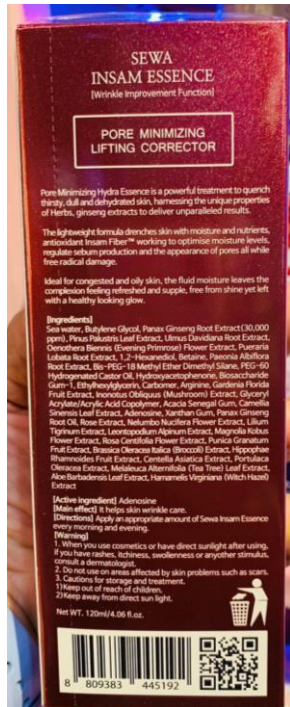 SEWA
INSAM ESSENCE
[Wrinkle Improvement Function]
PORE MINIMIZING
LIFTING CORRECTOR
Pore Minimizing Hydra Essence is a powerful treatment to quench
thirsty, dull and dehydrated skin, harnessing the unique properties
of Herbs, ginseng extracts to deliver unparalleled results.
The lightweight formula drenches skin with moisture and nutrients,
antioxidant Insam Fiber™ working to optimise moisture levels,
regulate sebum production and the appearance of pores all while
free radical damage.
Ideal for congested and oily skin, the fluid moisture leaves the
complexion feeling refreshed and supple, free from shine yet left
with a healthy looking glow.
[Ingredients]
Sea water, Butylene Glycol, Panax Ginseng Root Extract(30,000
ppm), Pinus Palustris Leaf Extract, Ulmus Davidiana Root Extract,
Oenothera Biennis (Evening Primrose) Flower Extract, Pueraria
Lobata Root Extract, 1,2-Hexanediol, Betaine, Paeonia Albiflora
Root Extract, Bis-PEG-18 Methyl Ether Dimethyl Silane, PEG-60
Hydrogenated Castor Oil, Hydroxyacetophenone, Biosaccharide
Gum-1, Ethylhexylglycerin, Carbomer, Arginine, Gardenia Florida
Fruit Extract, Inonotus Obliquus (Mushroom) Extract, Glyceryl
Acrylate/Acrylic Acid Copolymer, Acacia Senegal Gum, Camellia
Sinensis Leaf Extract, Adenosine, Xanthan Gum, Panax Ginseng
Root Oil, Rose Extract, Nelumbo Nucifera Flower Extract, Lilium
Tigrinum Extract, Leontopodium Alpinum Extract, Magnolia Kobus
Flower Extract, Rosa Centifolia Flower Extract, Punica Granatum
Fruit Extract, Brassica Oleracea Italica (Broccoli) Extract, Hippophae
Rhamnoides Fruit Extract, Centella Asiatica Extract, Portulaca
Oleracea Extract, Melaleuca Alternifolia (Tea Tree) Leaf Extract,
Aloe Barbadensis Leaf Extract, Hamamelis Virginiana (Witch Hazel)
Extract
[Active ingredient] Adenosine
[Main effect] It helps skin wrinkle care.
[Directions] Apply an appropriate amount of Sewa Insam Essence
every morning and evening.
[Warning]
1. When you use cosmetics or have direct sunlight after using,
if you have rashes, itchiness, swollenness or anyother stimulus,
consult a dermatologist.
2. Do not use on areas affected by skin problems such as scars.
3. Cautions for storage and treatment.
1)Keep out of reach of children.
2)Keep away from direct sun light.
Net WT. 120ml/4.06 fl.oz.
8 809383 445192